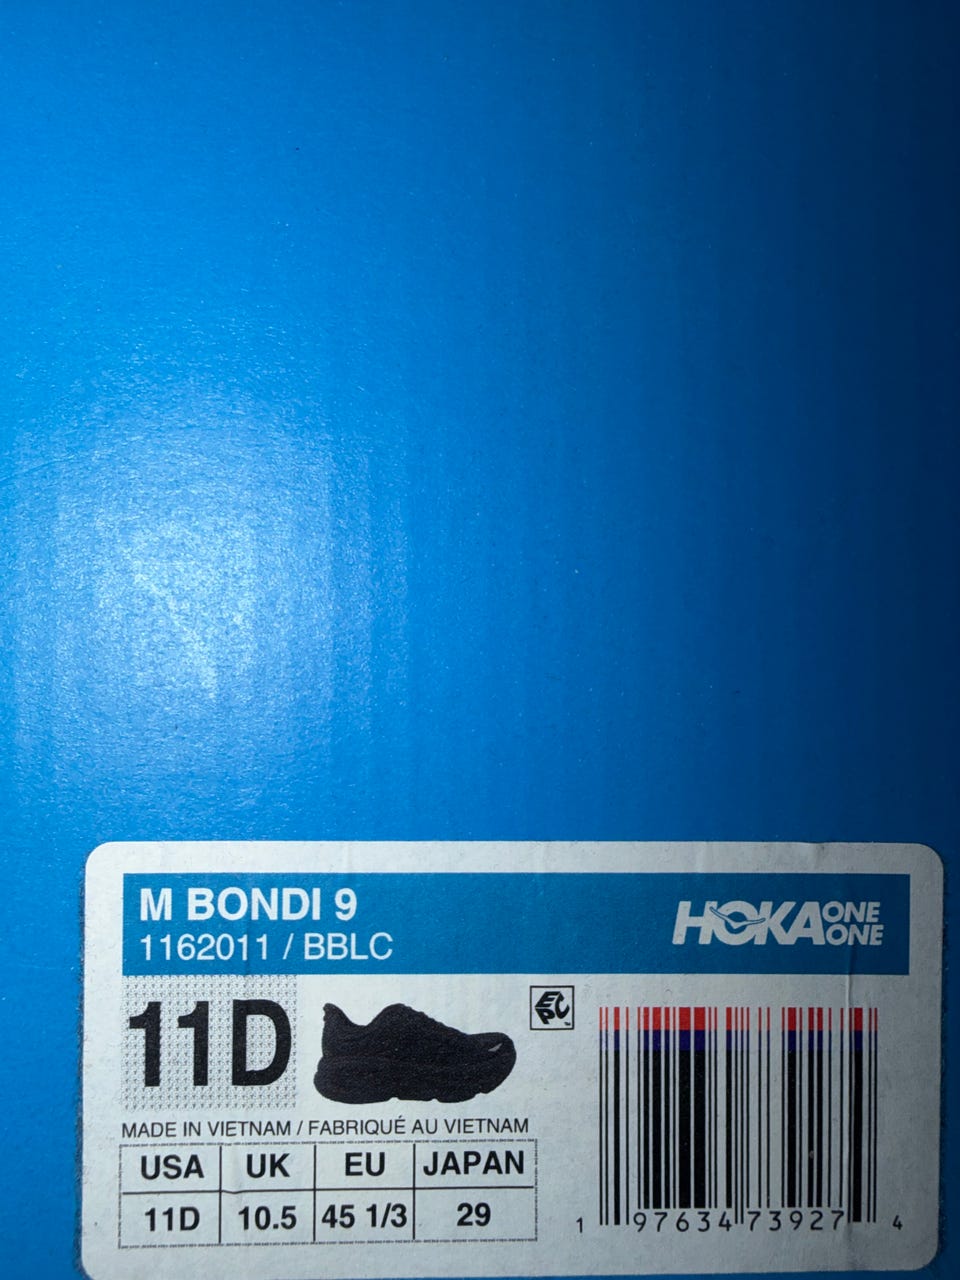 M BONDI 9
1162011 / BBLC
HOKA ONE ONE
11D
EPC
MADE IN VIETNAM / FABRIQUÉ AU VIETNAM
USA UK EU JAPAN
11D 10.5 45 1/3 29
1 97634 73927 4